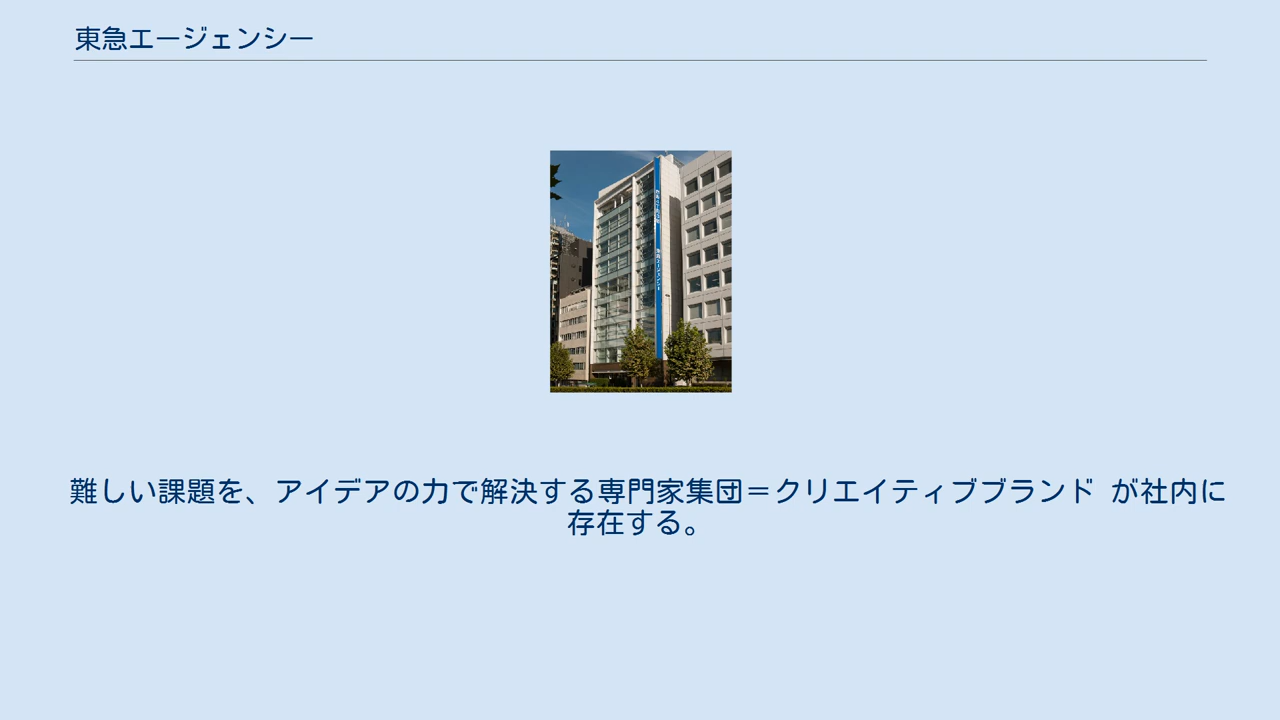 東急エージェンシー
難しい課題を、アイデアの力で解決する専門家集団＝クリエイティブブランド が社内に
存在する。